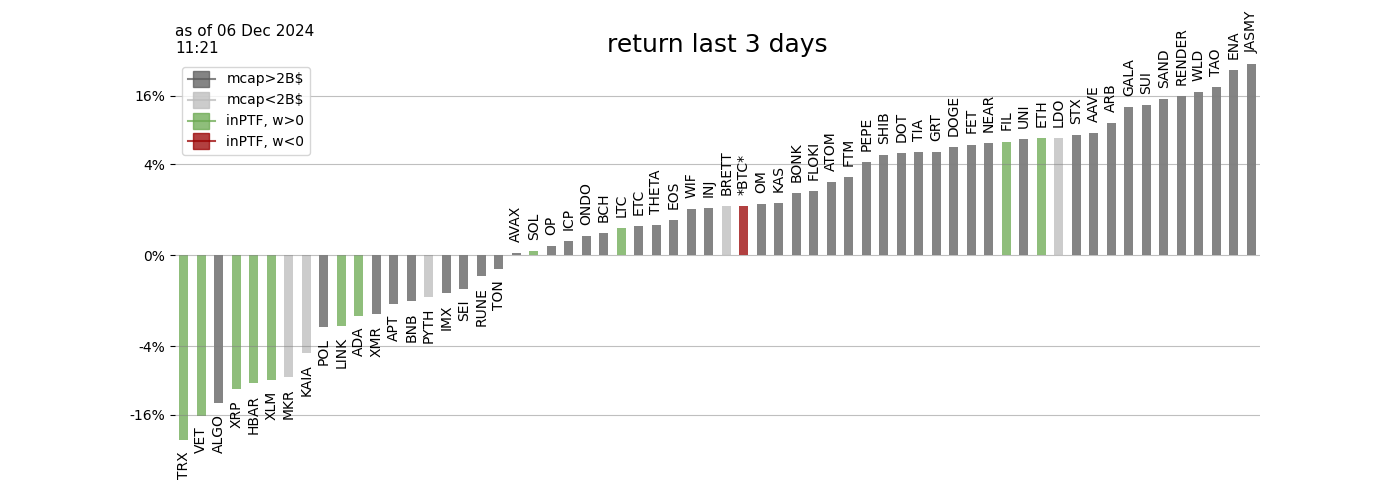 as of 06 Dec 2024
11:21
return last 3 days
mcap>2B$
mcap<2B$
inPTF, w>0
inPTF, w<0
16%
4%
0%
-4%
-16%
TRX
VET
ALGO
XRP
HBAR
XLM
MKR
KAIA
POL
LINK
ADA
XMR
APT
BNB
PYTH
IMX
SEI
RUNE
TON
AVAX
SOL
OP
ICP
ONDO
BCH
LTC
ETC
THETA
EOS
WIF
INJ
BRETT
*BTC*
OM
KAS
BONK
FLOKI
ATOM
FTM
PEPE
SHIB
DOT
TIA
GRT
DOGE
FET
NEAR
FIL
UNI
ETH
LDO
STX
AAVE
ARB
GALA
SUI
SAND
RENDER
WLD
TAO
ENA
JASMY